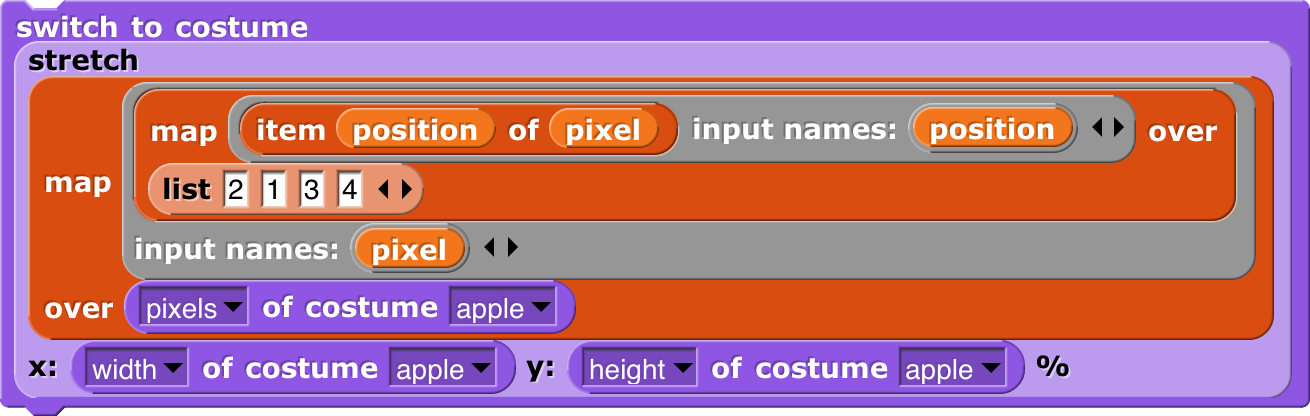 switch to costume
stretch
map item position of pixel input names: position over
list 2 1 3 4
map
input names: pixel
over pixels of costume apple
x: width of costume apple y: height of costume apple %